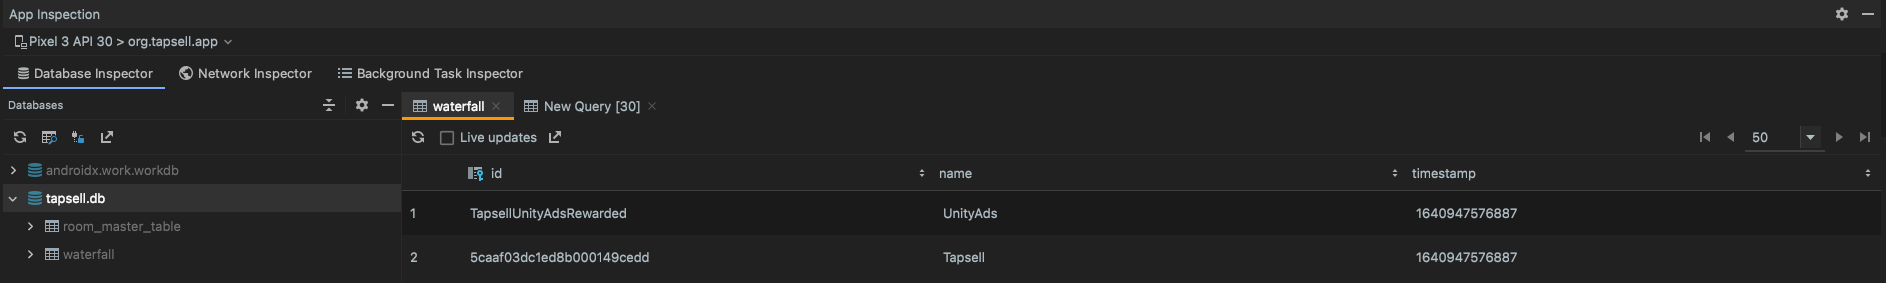 App Inspection
Pixel 3 API 30 > org.tapsell.app
Database Inspector Network Inspector Background Task Inspector
Databases
waterfall New Query [30]
Live updates 50
androidx.work.workdb
tapsell.db
room_master_table
waterfall
id name timestamp
1 TapsellUnityAdsRewarded UnityAds 1640947576887
2 5caaf03dc1ed8b000149cedd Tapsell 1640947576887